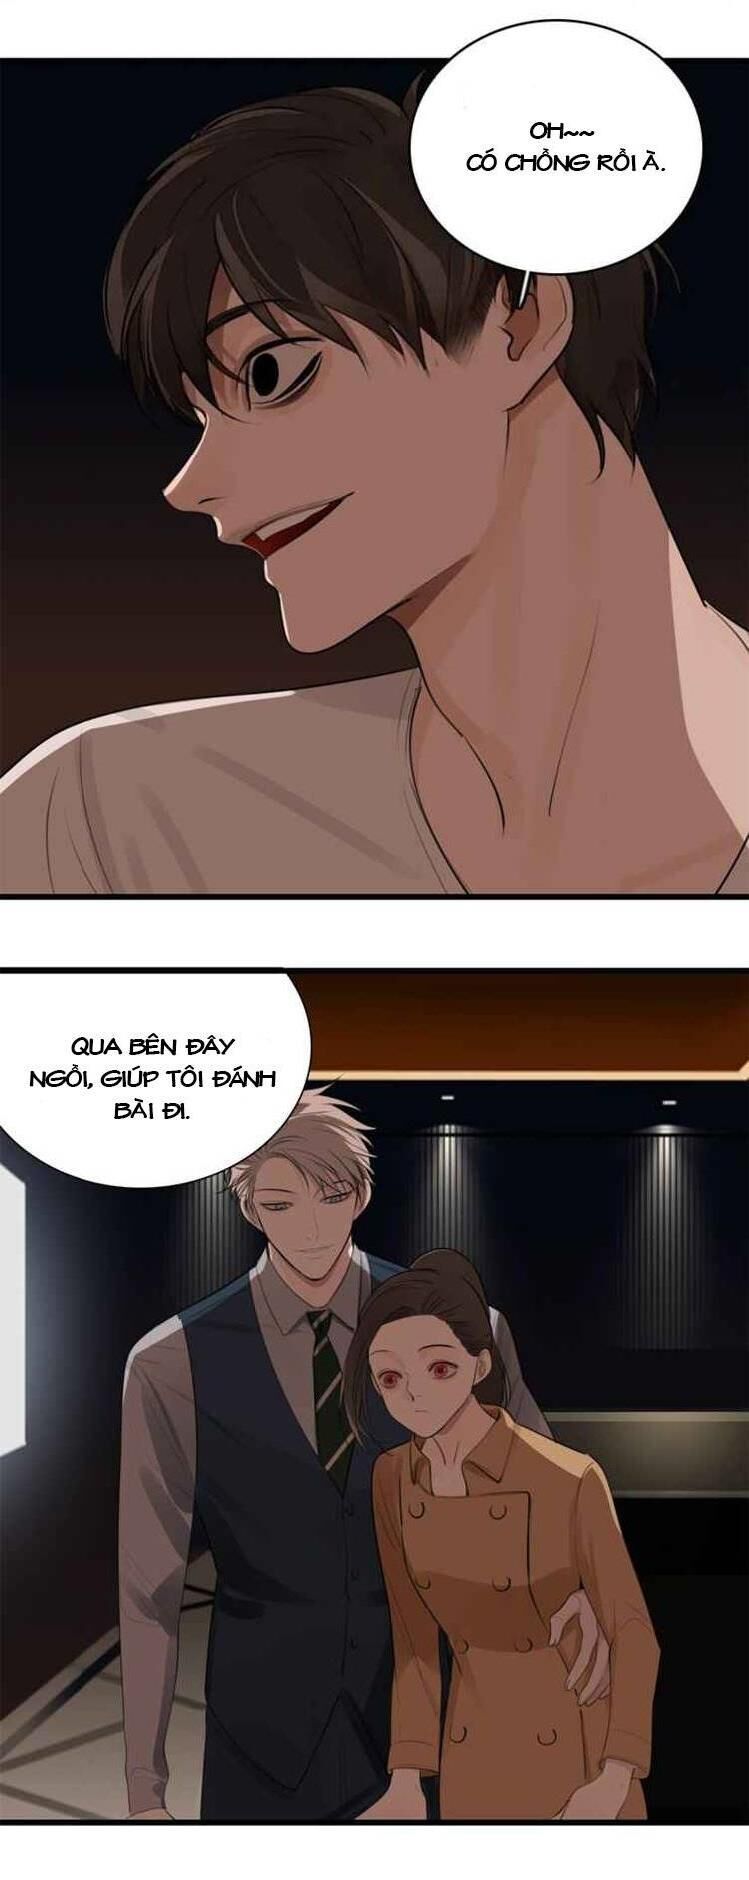 OH~~
CÓ CHỒNG RỒI À.
QUA BÊN ĐÂY
NGỒI, GIÚP TÔI ĐÁNH
BÀI ĐI.